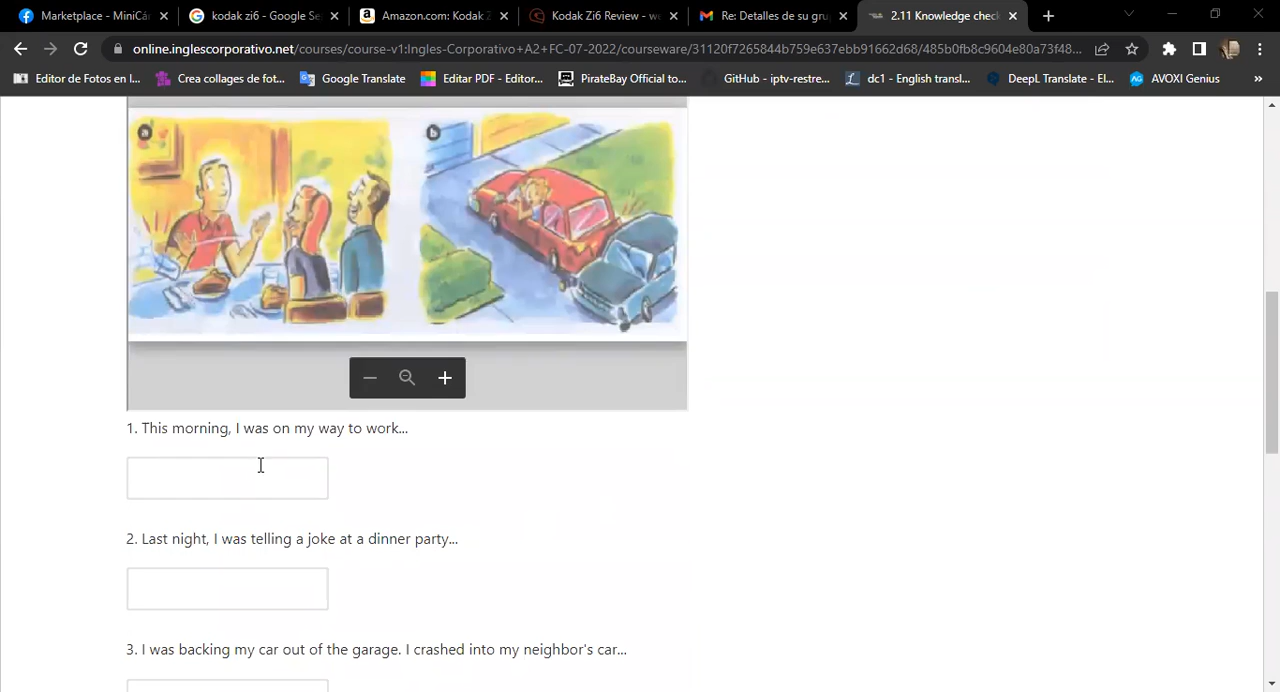 Marketplace - MiniCár
kodak zi6 - Google Se
Amazon.com: Kodak Z
Kodak Zi6 Review - we
Re: Detalles de su gru
2.11 Knowledge check
online.inglescorporativo.net/courses/course-v1:Ingles-Corporativo+A2+FC-07-2022/courseware/31120f7265844b759e637ebb91662d68/485b0fb8c9604e80a73f48...
Editor de Fotos en l...
Crea collages de fot...
Google Translate
Editar PDF - Editor...
PirateBay Official to...
GitHub - iptv-restre...
dc1 - English transl...
DeepL Translate - El...
AVOXI Genius
»
a
b
1. This morning, I was on my way to work...
2. Last night, I was telling a joke at a dinner party...
3. I was backing my car out of the garage. I crashed into my neighbor's car...